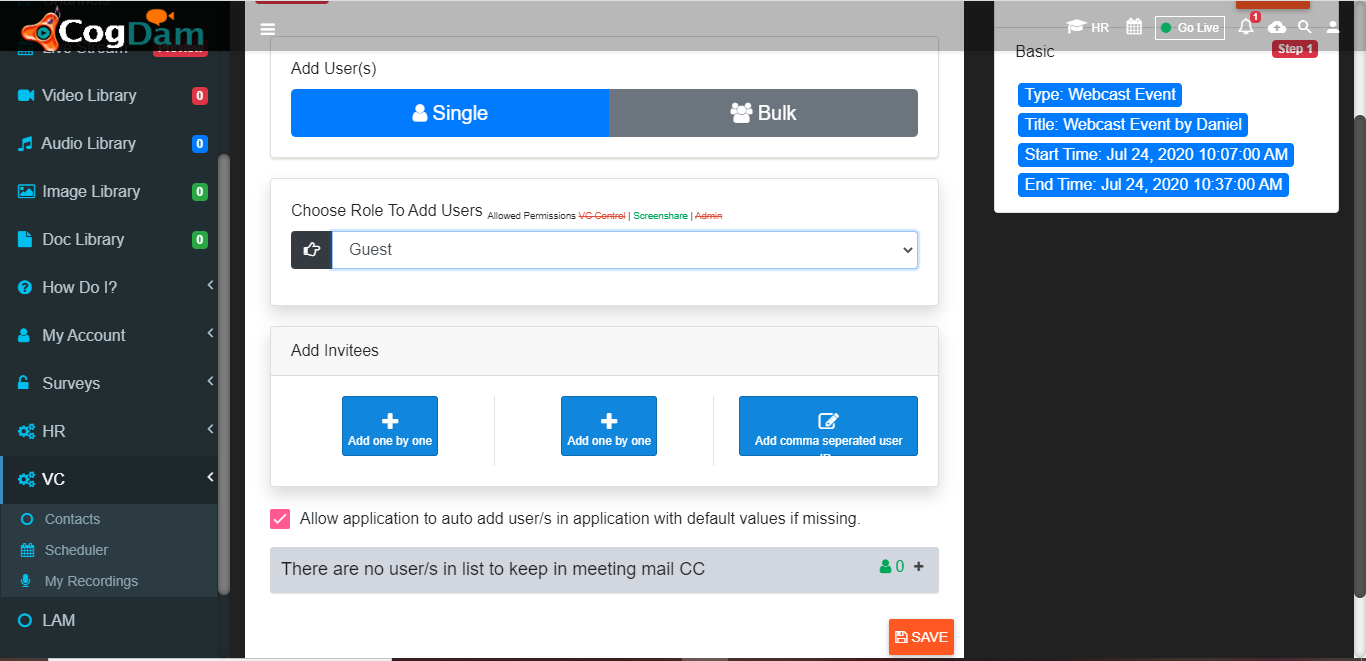 CogDam
HR
Go Live
1
Live Stream
Video Library
0
Audio Library
0
Image Library
0
Doc Library
0
How Do I?
My Account
Surveys
HR
VC
Contacts
Scheduler
My Recordings
LAM
Add User(s)
Single
Bulk
Choose Role To Add Users Allowed Permissions VC Control | Screenshare | Admin
Guest
Add Invitees
Add one by one
Add one by one
Add comma seperated user
Allow application to auto add user/s in application with default values if missing.
There are no user/s in list to keep in meeting mail CC
0
SAVE
Basic
Step 1
Type: Webcast Event
Title: Webcast Event by Daniel
Start Time: Jul 24, 2020 10:07:00 AM
End Time: Jul 24, 2020 10:37:00 AM